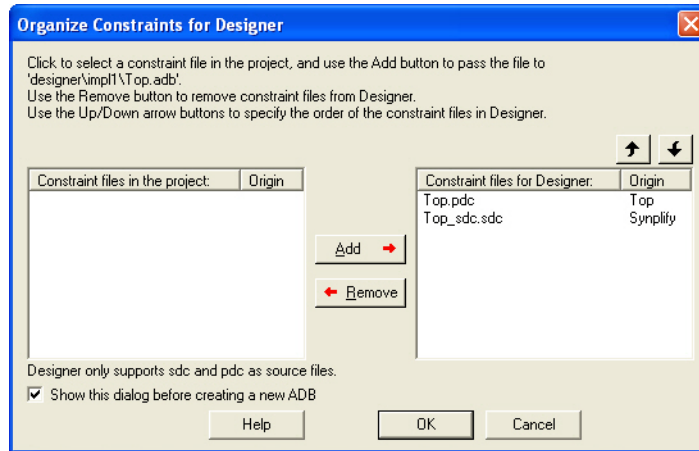 Organize Constraints for Designer
Click to select a constraint file in the project, and use the Add button to pass the file to
'designer\impl1\Top.adb'.
Use the Remove button to remove constraint files from Designer.
Use the Up/Down arrow buttons to specify the order of the constraint files in Designer.
Constraint files in the project: Origin
Constraint files for Designer: Origin
Top.pdc Top
Top_sdc.sdc Synplify
Add
Remove
Designer only supports sdc and pdc as source files.
Show this dialog before creating a new ADB
Help OK Cancel